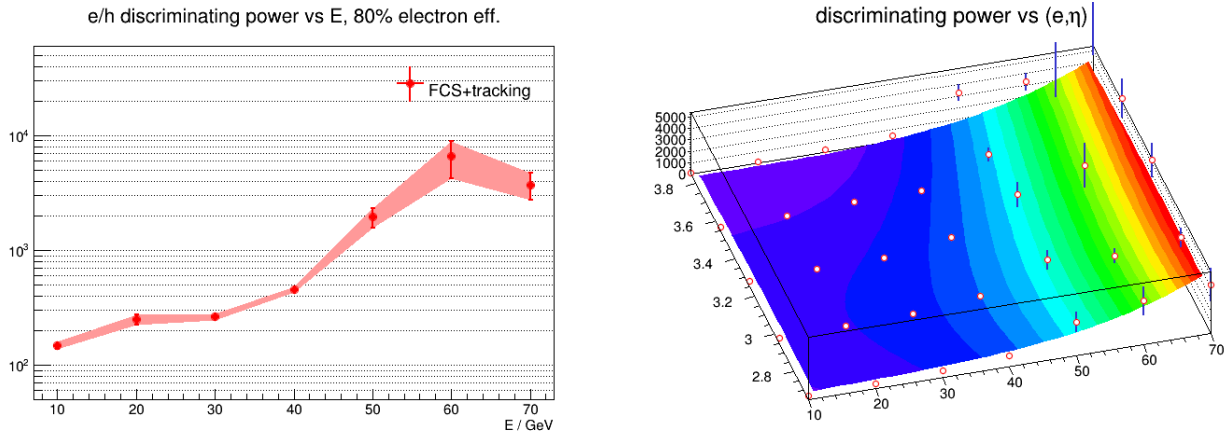 e/h discriminating power vs E, 80% electron eff.
FCS+tracking
10⁴
10³
10²
10 20 30 40 50 60 70
E / GeV
discriminating power vs (e,η)
5000
4000
3000
2000
1000
0
3.8
3.6
3.4
3.2
3
2.8
10 20 30 40 50 60 70